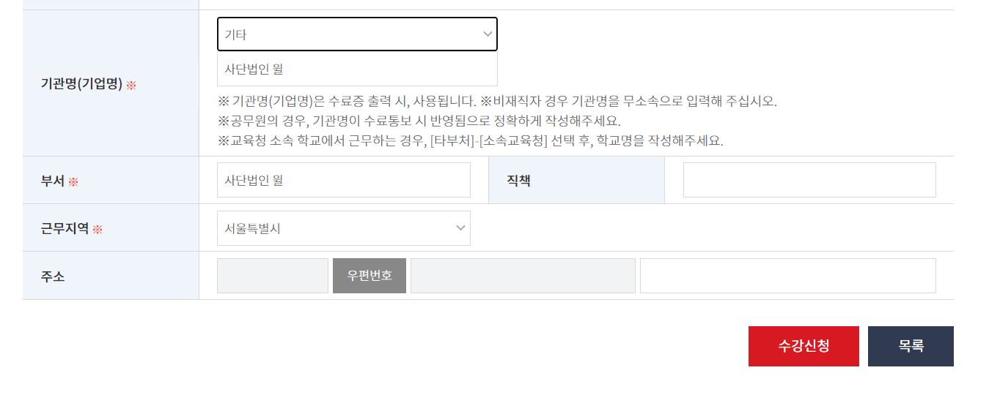 기타
사단법인 윌
기관명(기업명) ※
※ 기관명(기업명)은 수료증 출력 시, 사용됩니다. ※비재직자 경우 기관명을 무소속으로 입력해 주십시오.
※공무원의 경우, 기관명이 수료통보 시 반영됨으로 정확하게 작성해주세요.
※교육청 소속 학교에서 근무하는 경우, [타부처]-[소속교육청] 선택 후, 학교명을 작성해주세요.
부서 ※ 사단법인 윌 직책
근무지역 ※ 서울특별시
주소 우편번호
수강신청 목록